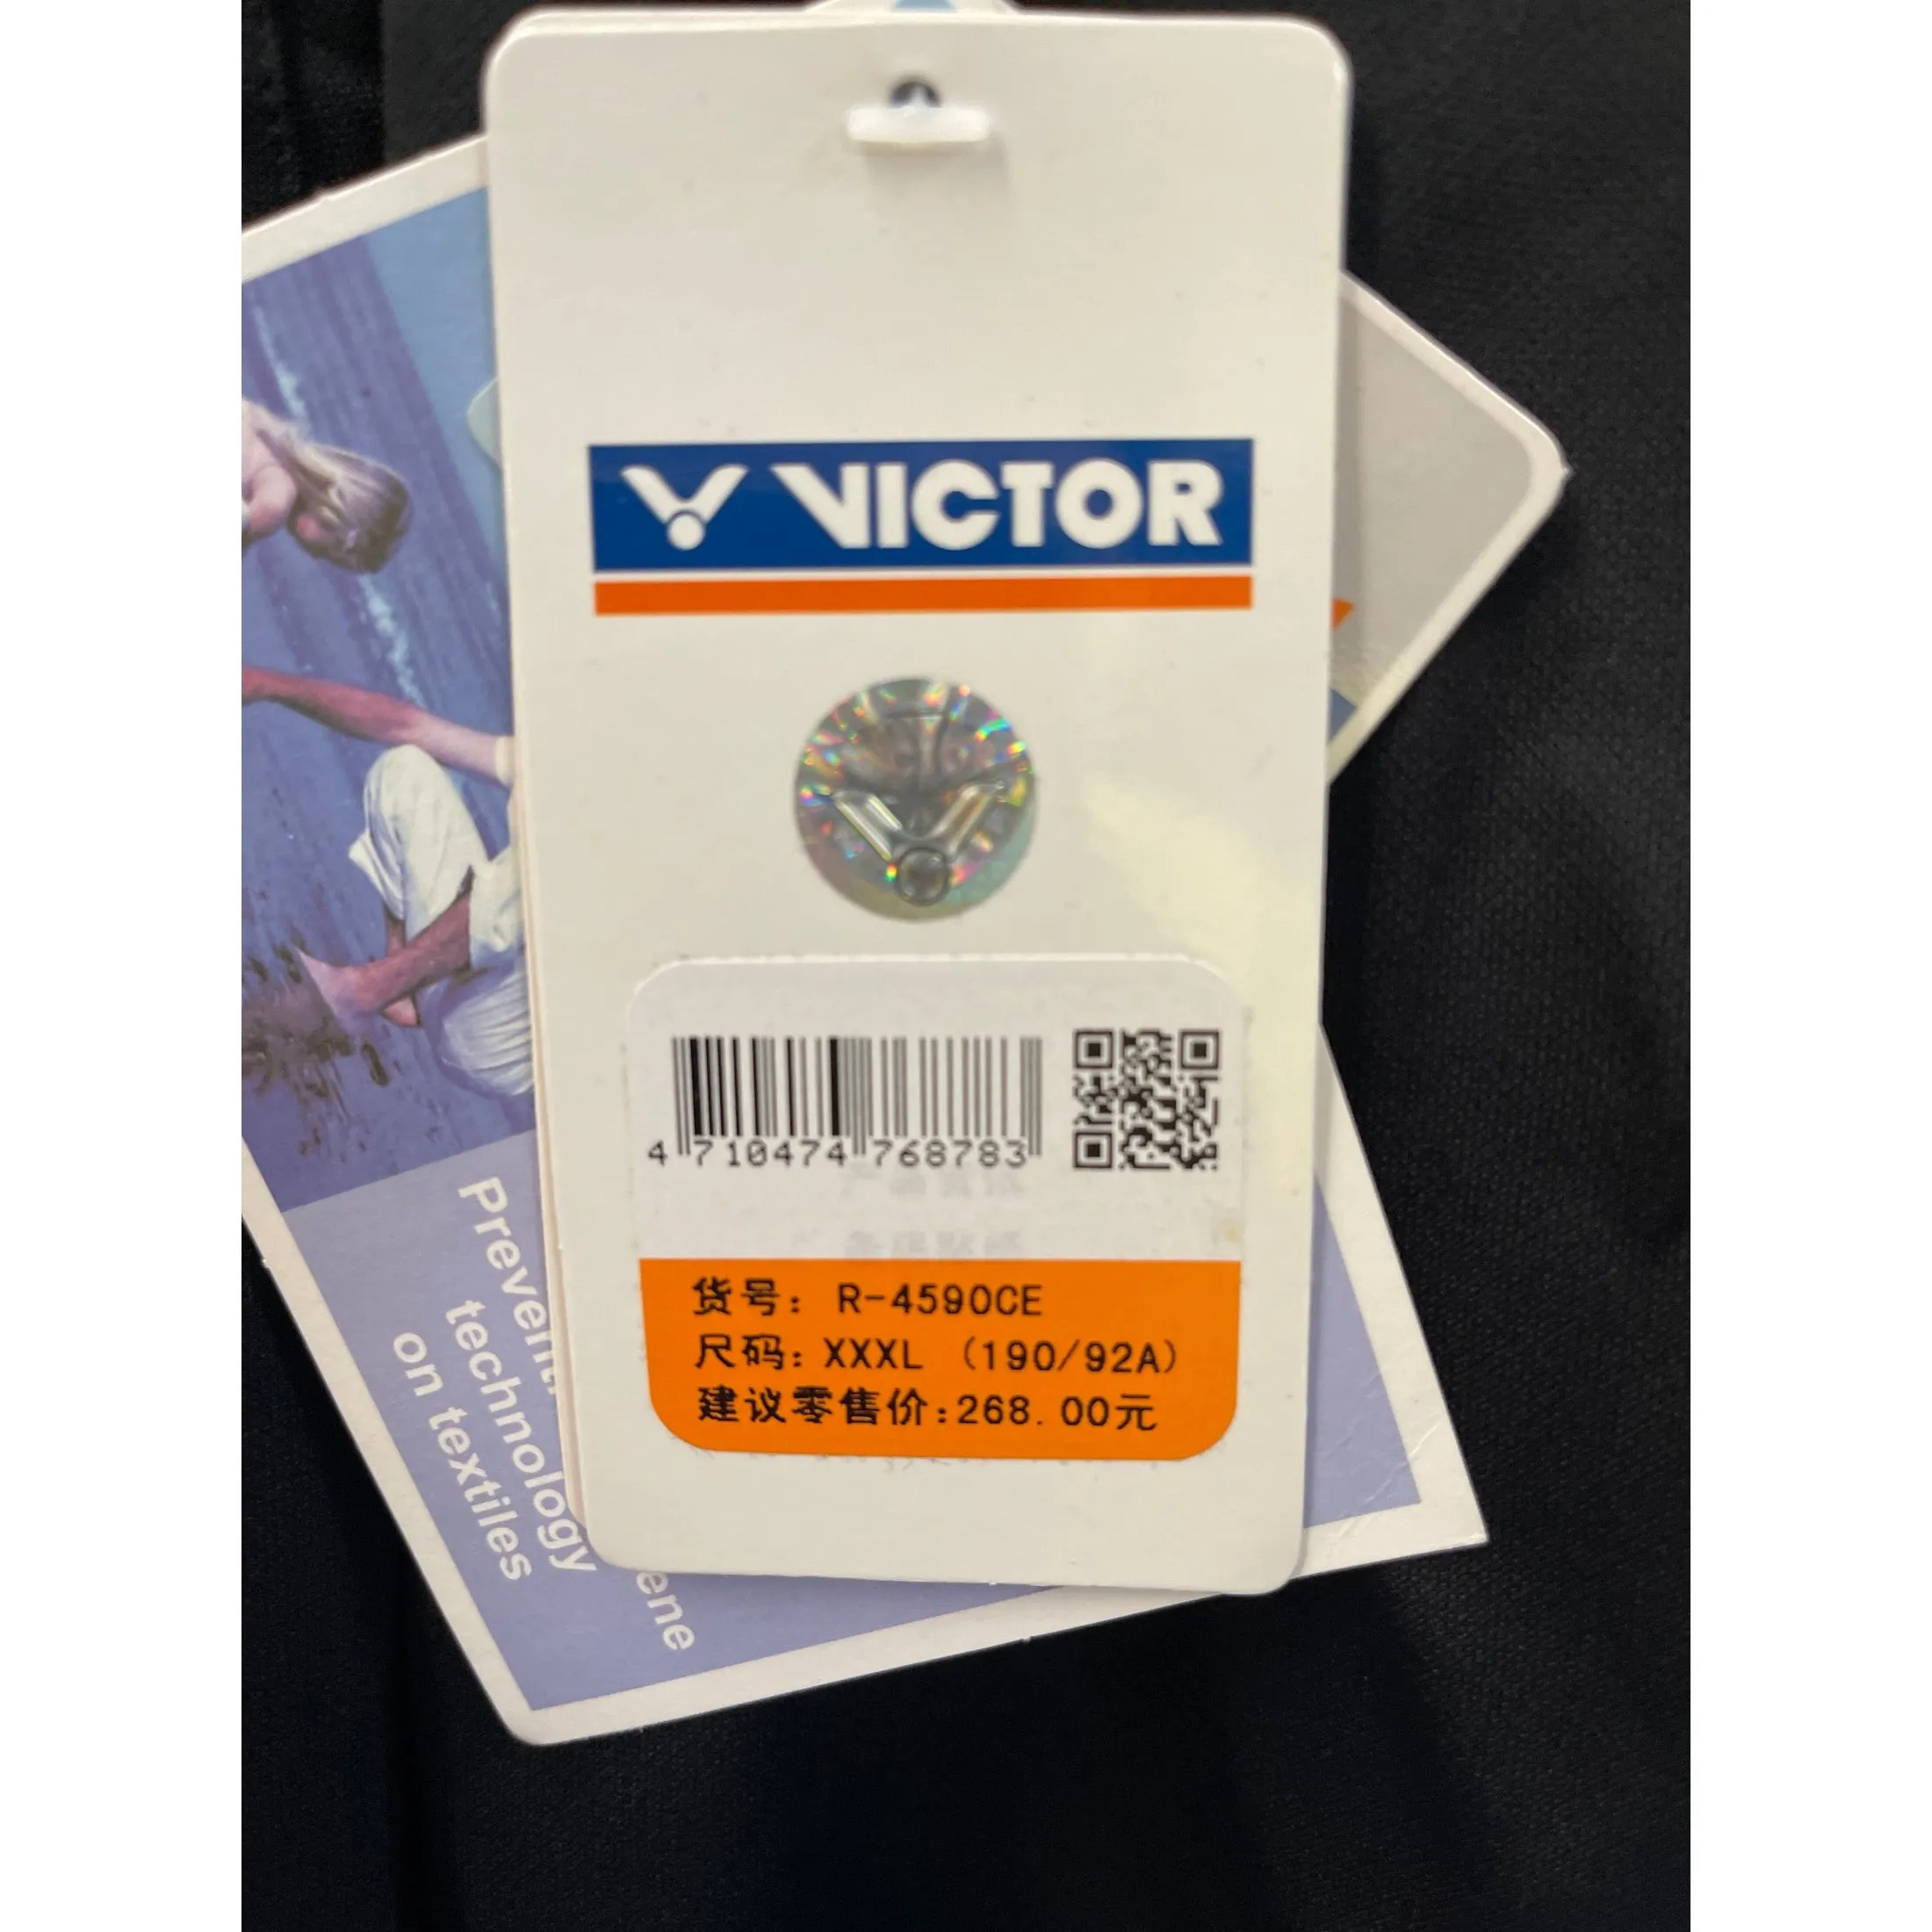 VICTOR
4 710474 768783
货号: R-4590CE
尺码: XXXL (190/92A)
建议零售价:268.00元
technology
on textiles